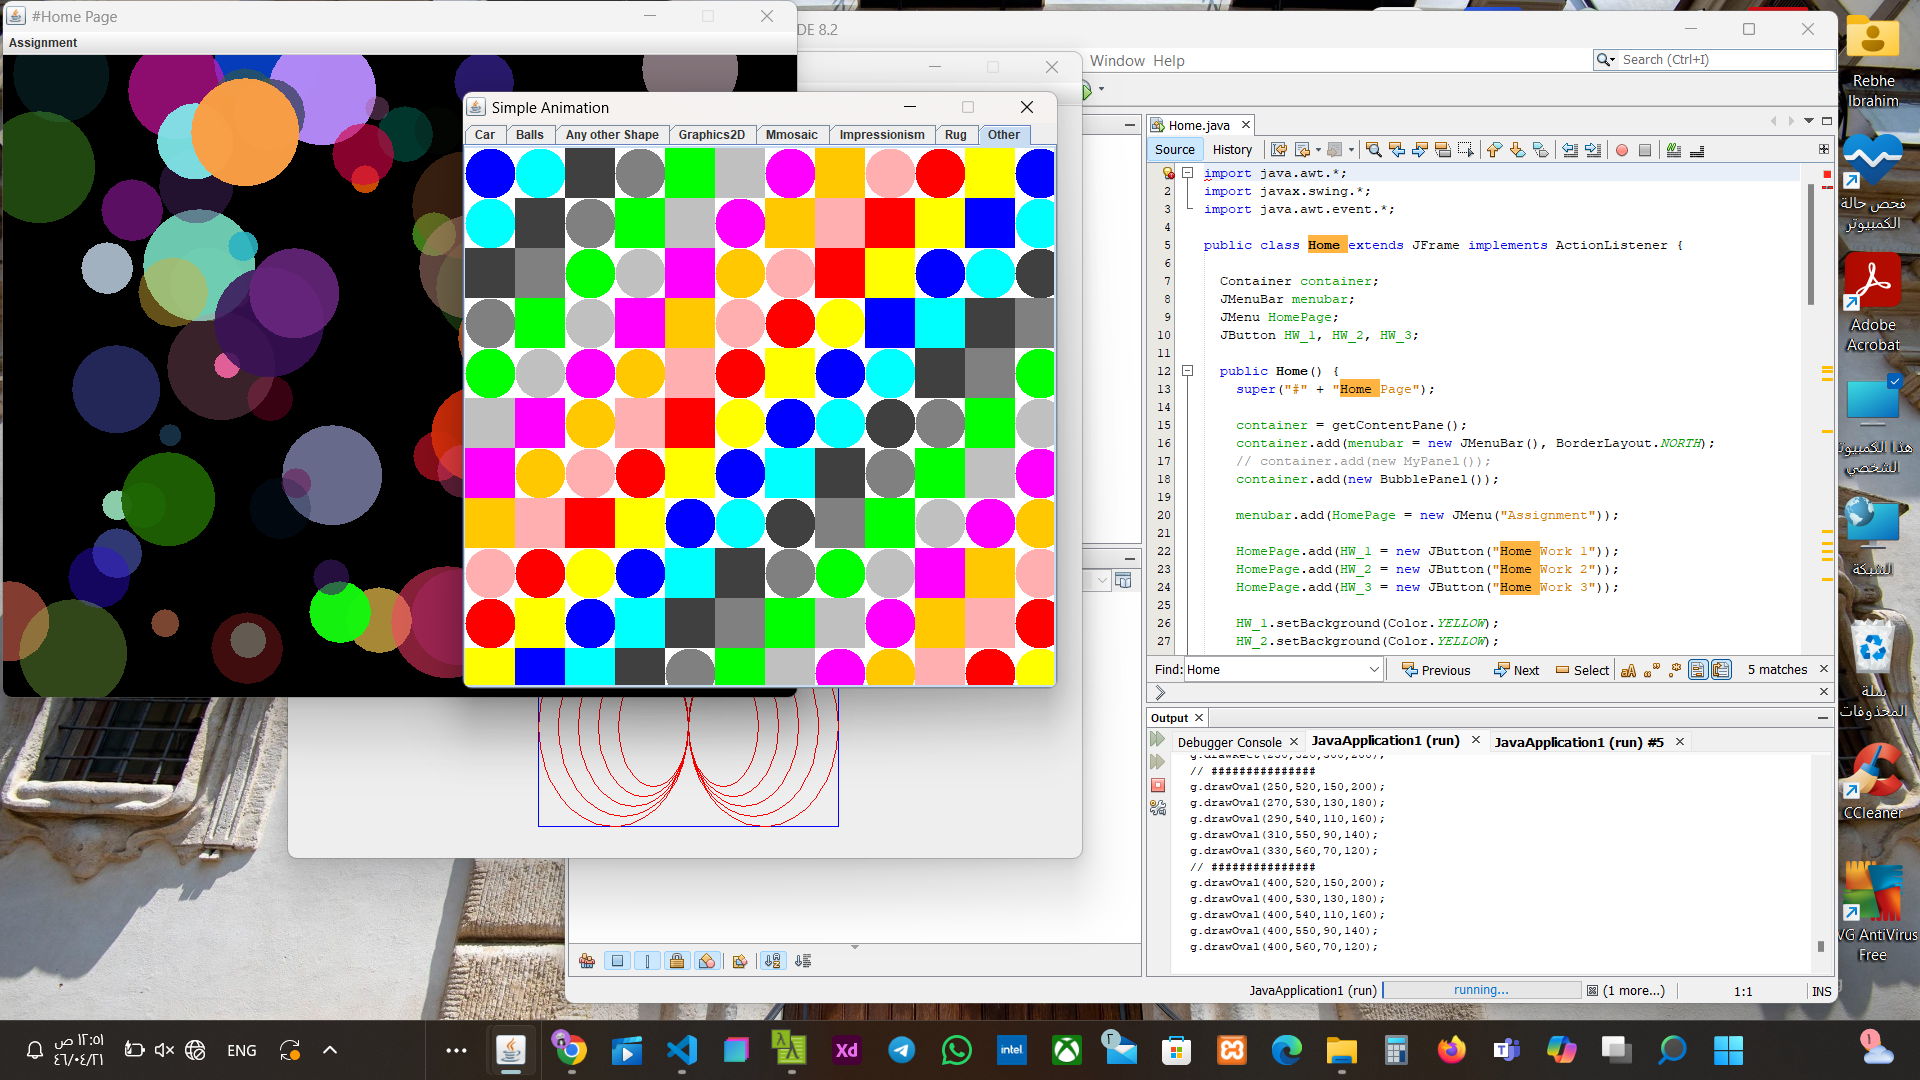 #Home Page
Assignment
DE 8.2
Window Help
Search (Ctrl+I)
Simple Animation
Car
Balls
Any other Shape
Graphics2D
Mmosaic
Impressionism
Rug
Other
Home.java
Source
History
import java.awt.*;
2 import javax.swing.*;
3 import java.awt.event.*;
4
5 public class Home extends JFrame implements ActionListener {
6
7 Container container;
8 JMenuBar menubar;
9 JMenu HomePage;
10 JButton HW_1, HW_2, HW_3;
11
12 public Home() {
13 super("#" + "Home Page");
14
15 container = getContentPane();
16 container.add(menubar = new JMenuBar(), BorderLayout.NORTH);
17 // container.add(new MyPanel());
18 container.add(new BubblePanel());
19
20 menubar.add(HomePage = new JMenu("Assignment"));
21
22 HomePage.add(HW_1 = new JButton("Home Work 1"));
23 HomePage.add(HW_2 = new JButton("Home Work 2"));
24 HomePage.add(HW_3 = new JButton("Home Work 3"));
25
26 HW_1.setBackground(Color.YELLOW);
27 HW_2.setBackground(Color.YELLOW);
Find: Home
Previous
Next
Select
5 matches
Output
Debugger Console
JavaApplication1 (run)
JavaApplication1 (run) #5
g.drawRect(250,520,300,200);
// ###############
g.drawOval(250,520,150,200);
g.drawOval(270,530,130,180);
g.drawOval(290,540,110,160);
g.drawOval(310,550,90,140);
g.drawOval(330,560,70,120);
// ###############
g.drawOval(400,520,150,200);
g.drawOval(400,530,130,180);
g.drawOval(400,540,110,160);
g.drawOval(400,550,90,140);
g.drawOval(400,560,70,120);
JavaApplication1 (run)
running...
(1 more...)
1:1
INS
Rebhe
Ibrahim
فحص حالة
الكمبيوتر
Adobe
Acrobat
هذا الكمبيوتر
الشخصي
الشبكة
سلة
المحذوفات
CCleaner
VG AntiVirus
Free
١٢:٥١ ص
٤٦/٠٤/٢١
ENG
Xd
intel
٢
1